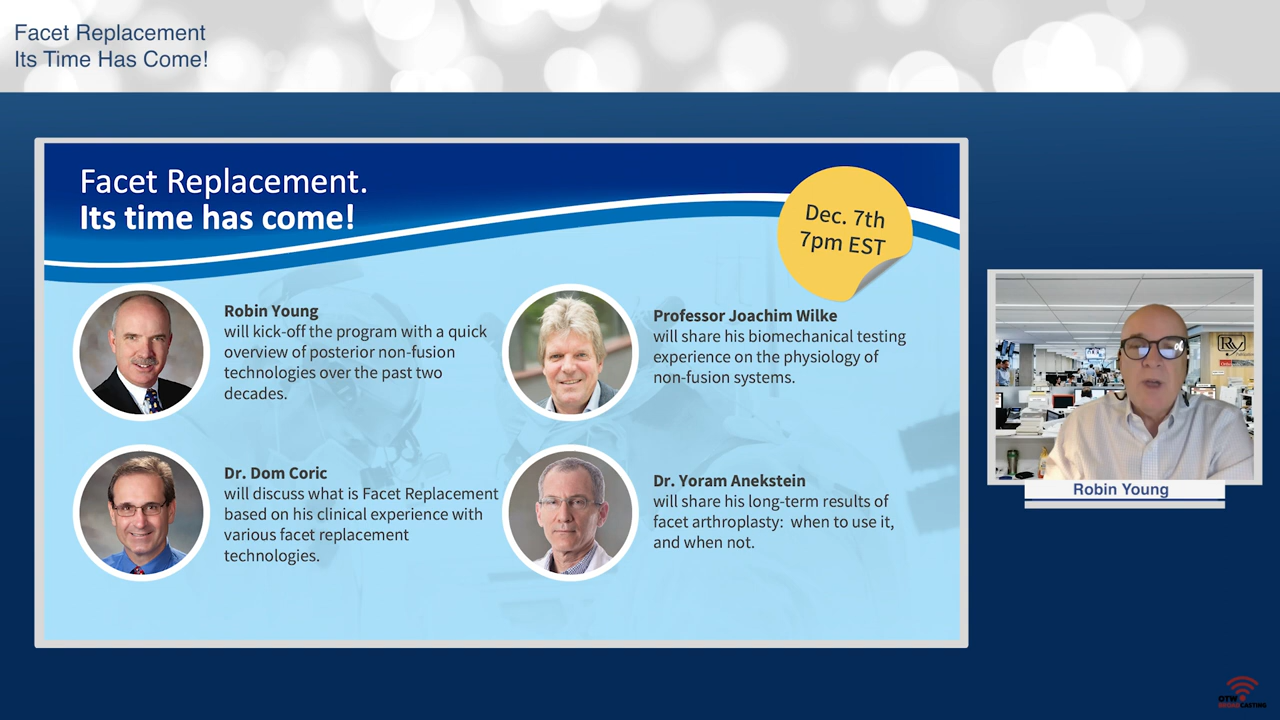 Facet Replacement
Its Time Has Come!
Facet Replacement.
Its time has come!
Dec. 7th
7pm EST
Robin Young
will kick-off the program with a quick
overview of posterior non-fusion
technologies over the past two
decades.
Professor Joachim Wilke
will share his biomechanical testing
experience on the physiology of
non-fusion systems.
Dr. Dom Coric
will discuss what is Facet Replacement
based on his clinical experience with
various facet replacement
technologies.
Dr. Yoram Anekstein
will share his long-term results of
facet arthroplasty:  when to use it,
and when not.
Robin Young
OTW
BROADCASTING